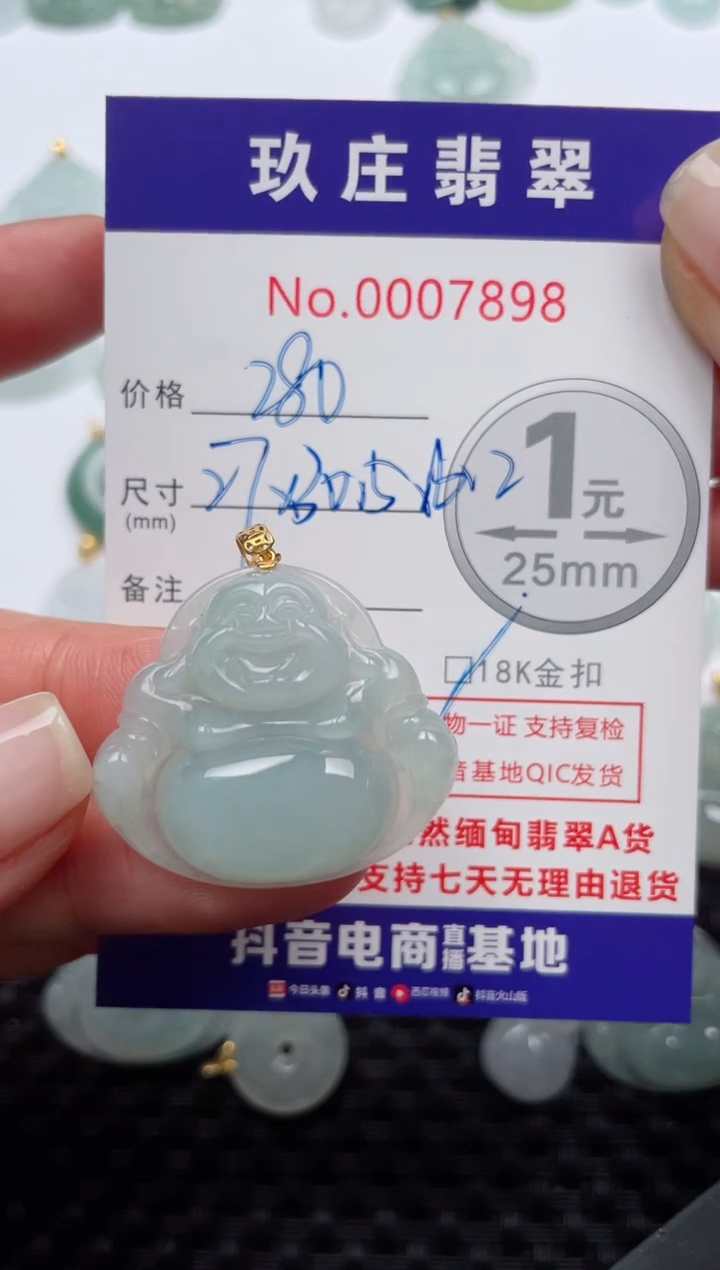 玖庄翡翠
No.0007898
价格 280
尺寸 27x30.5x6.2
(mm)
备注
1元
25mm
□18K金扣
物一证 支持复检
基地QIC发货
然缅甸翡翠A货
支持七天无理由退货
抖音电商直播基地
今日头条 抖音 西瓜视频 抖音火山版